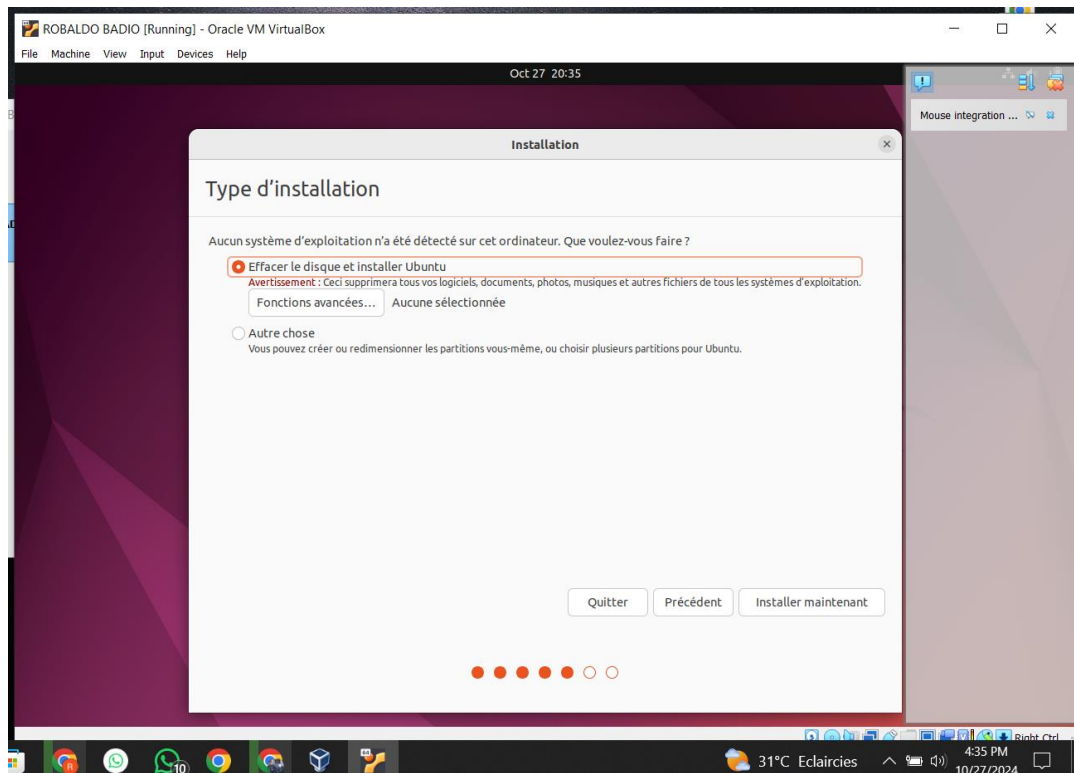 ROBALDO BADIO [Running] - Oracle VM VirtualBox
File Machine View Input Devices Help
Oct 27 20:35
Mouse integration ...
Installation
Type d'installation
Aucun système d'exploitation n'a été détecté sur cet ordinateur. Que voulez-vous faire ?
Effacer le disque et installer Ubuntu
Avertissement : Ceci supprimera tous vos logiciels, documents, photos, musiques et autres fichiers de tous les systèmes d'exploitation.
Fonctions avancées... Aucune sélectionnée
Autre chose
Vous pouvez créer ou redimensionner les partitions vous-même, ou choisir plusieurs partitions pour Ubuntu.
Quitter Précédent Installer maintenant
Right Ctrl
10
31°C Eclaircies
4:35 PM
10/27/2024